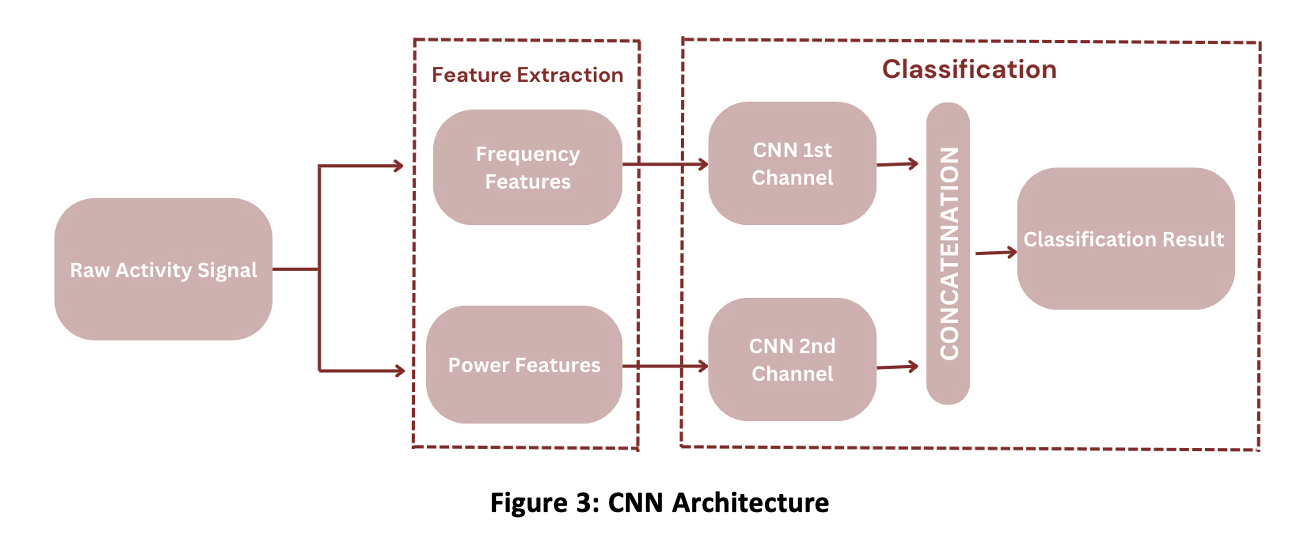 Feature Extraction
Classification
Frequency
Features
CNN 1st
Channel
CONCATENATION
Classification Result
Raw Activity Signal
Power Features
CNN 2nd
Channel
Figure 3: CNN Architecture